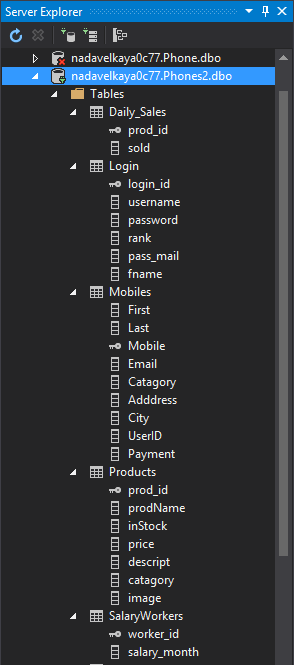 Server Explorer
nadavelkaya0c77.Phone.dbo
nadavelkaya0c77.Phones2.dbo
Tables
Daily_Sales
prod_id
sold
Login
login_id
username
password
rank
pass_mail
fname
Mobiles
First
Last
Mobile
Email
Catagory
Adddress
City
UserID
Payment
Products
prod_id
prodName
inStock
price
descript
catagory
image
SalaryWorkers
worker_id
salary_month